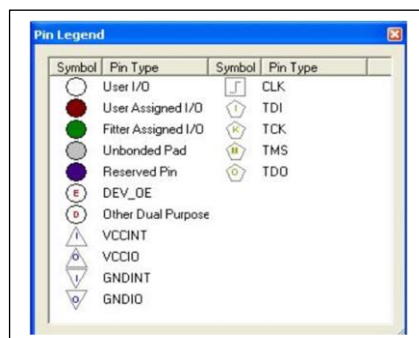 Pin Legend
Symbol Pin Type Symbol Pin Type
User I/O CLK
User Assigned I/O I TDI
Fitter Assigned I/O K TCK
Unbonded Pad M TMS
Reserved Pin O TDO
E DEV_OE
D Other Dual Purpose
I VCCINT
O VCCIO
I GNDINT
O GNDIO